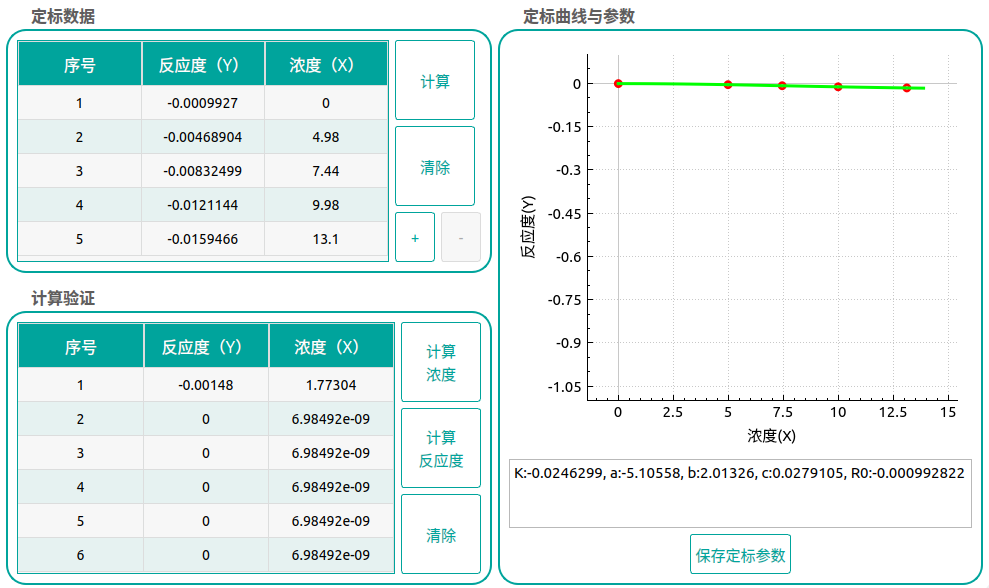 定标数据
序号 反应度（Y） 浓度（X）
1 -0.0009927 0
2 -0.00468904 4.98
3 -0.00832499 7.44
4 -0.0121144 9.98
5 -0.0159466 13.1
计算
清除
+ -
计算验证
序号 反应度（Y） 浓度（X）
1 -0.00148 1.77304
2 0 6.98492e-09
3 0 6.98492e-09
4 0 6.98492e-09
5 0 6.98492e-09
6 0 6.98492e-09
计算
浓度
计算
反应度
清除
定标曲线与参数
反应度(Y)
0
-0.15
-0.3
-0.45
-0.6
-0.75
-0.9
-1.05
0 2.5 5 7.5 10 12.5 15
浓度(X)
K:-0.0246299, a:-5.10558, b:2.01326, c:0.0279105, R0:-0.000992822
保存定标参数